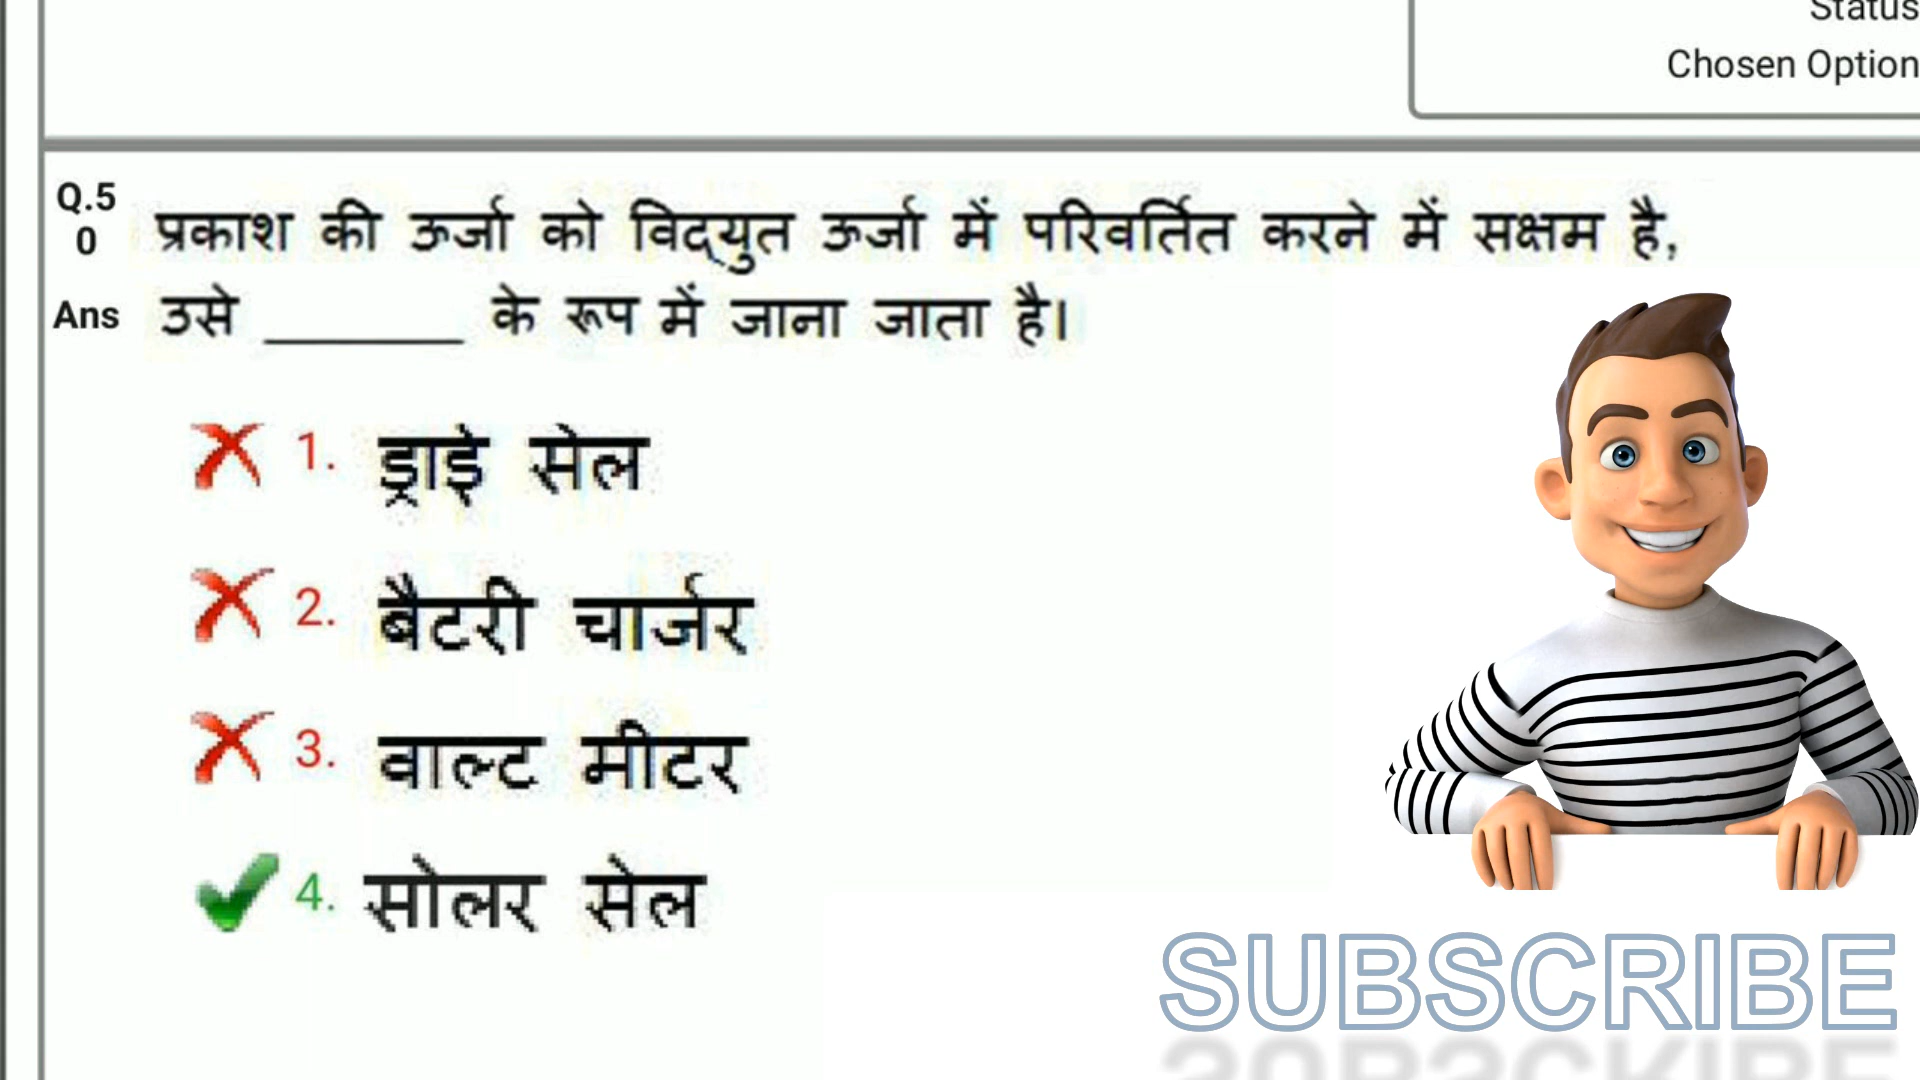 Status
Chosen Option
Q.50 प्रकाश की ऊर्जा को विद्युत ऊर्जा में परिवर्तित करने में सक्षम है,
Ans उसे ________ के रूप में जाना जाता है।
1. ड्राई सेल
2. बैटरी चार्जर
3. वाल्ट मीटर
4. सोलर सेल
SUBSCRIBE